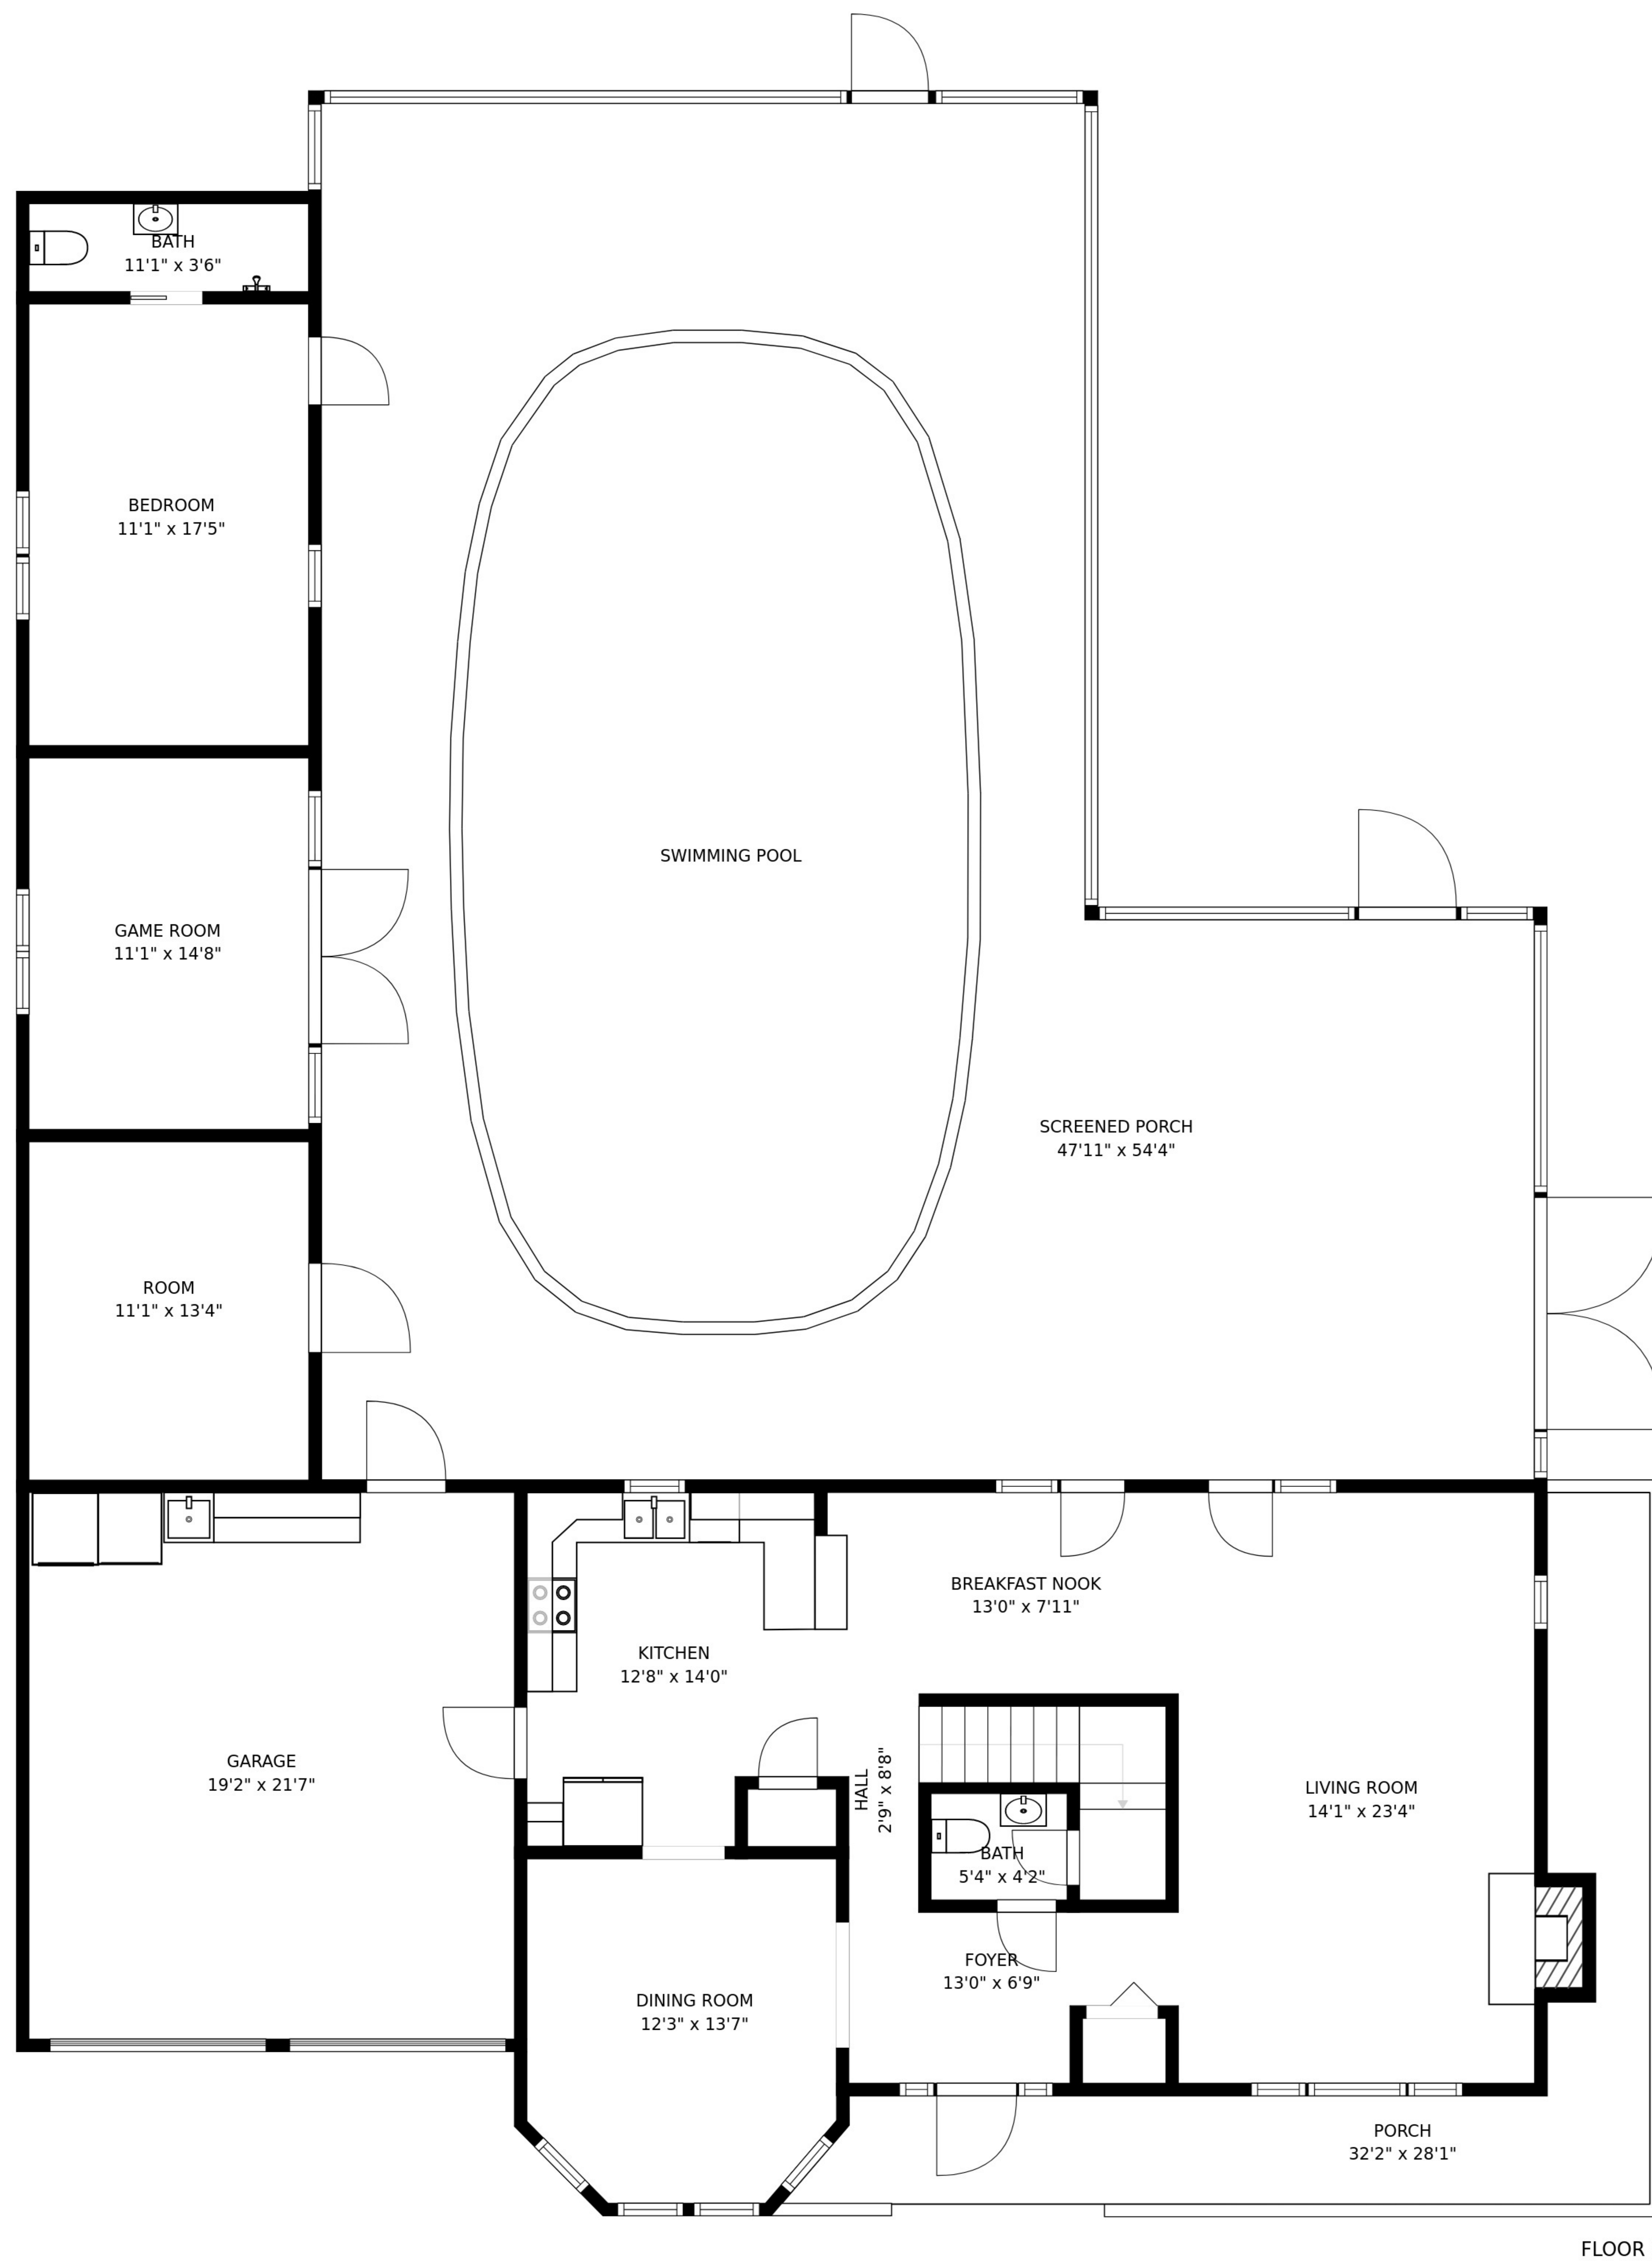 BATH
11'1" x 3'6"
BEDROOM
11'1" x 17'5"
SWIMMING POOL
GAME ROOM
11'1" x 14'8"
SCREENED PORCH
47'11" x 54'4"
ROOM
11'1" x 13'4"
BREAKFAST NOOK
13'0" x 7'11"
KITCHEN
12'8" x 14'0"
GARAGE
19'2" x 21'7"
HALL
2'9" x 8'8"
LIVING ROOM
14'1" x 23'4"
BATH
5'4" x 4'2"
FOYER
13'0" x 6'9"
DINING ROOM
12'3" x 13'7"
PORCH
32'2" x 28'1"
FLOOR